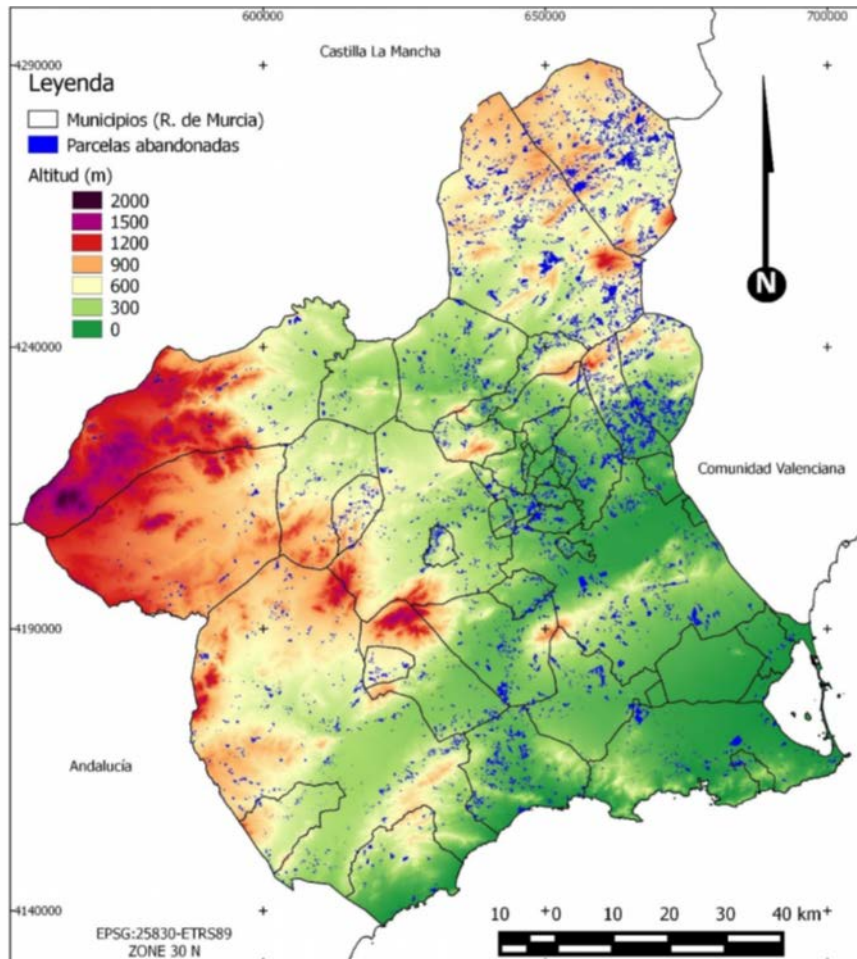 600000
650000
700000
Castilla La Mancha
4290000
Leyenda
Municipios (R. de Murcia)
Parcelas abandonadas
Altitud (m)
2000
1500
1200
900
600
300
0
N
4240000
Comunidad Valenciana
4190000
Andalucía
4140000
EPSG:25830-ETRS89
ZONE 30 N
10 0 10 20 30 40 km